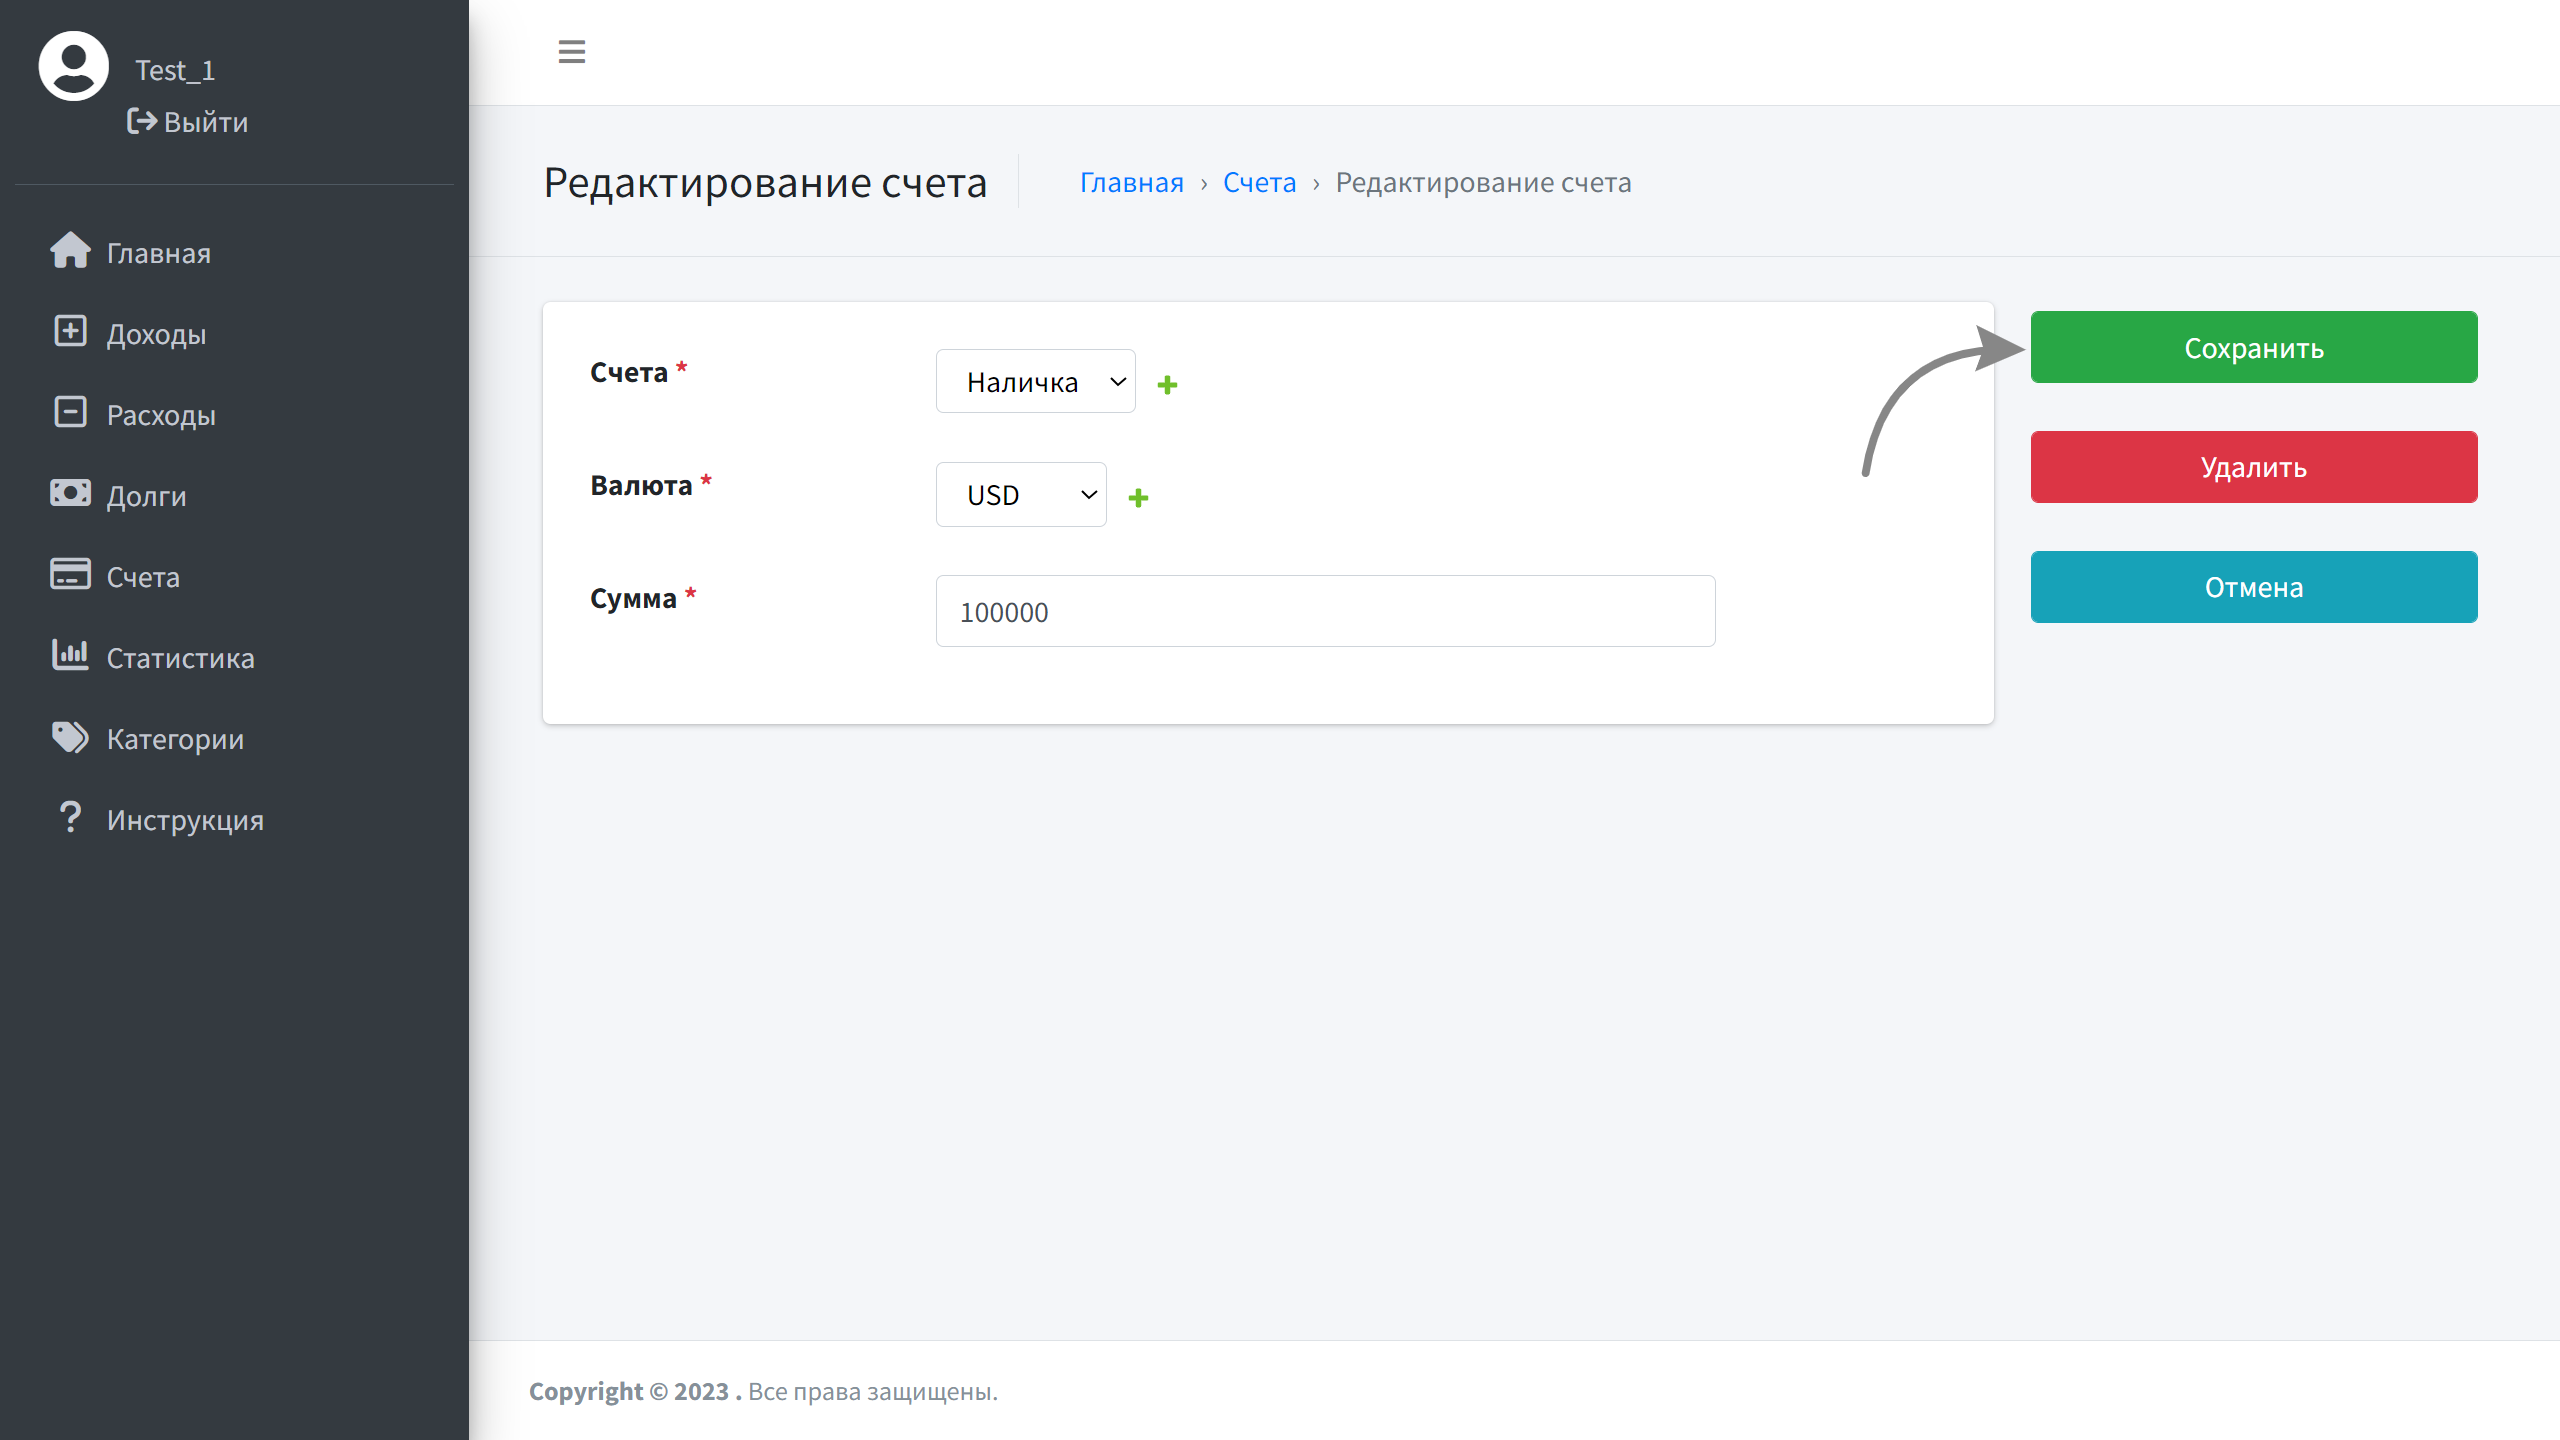 Test_1
Выйти
Главная
Доходы
Расходы
Долги
Счета
Статистика
Категории
Инструкция
Редактирование счета
Главная › Счета › Редактирование счета
Счета *
Наличка
Валюта *
USD
Сумма *
100000
Сохранить
Удалить
Отмена
Copyright © 2023 . Все права защищены.